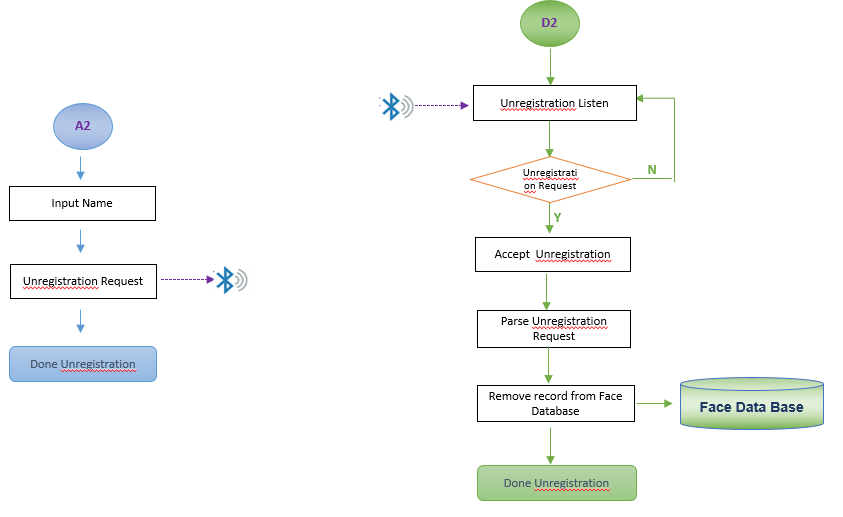 A2
Input Name
Unregistration Request
Done Unregistration
D2
Unregistration Listen
Unregistrati
on Request
N
Y
Accept Unregistration
Parse Unregistration
Request
Remove record from Face
Database
Face Data Base
Done Unregistration